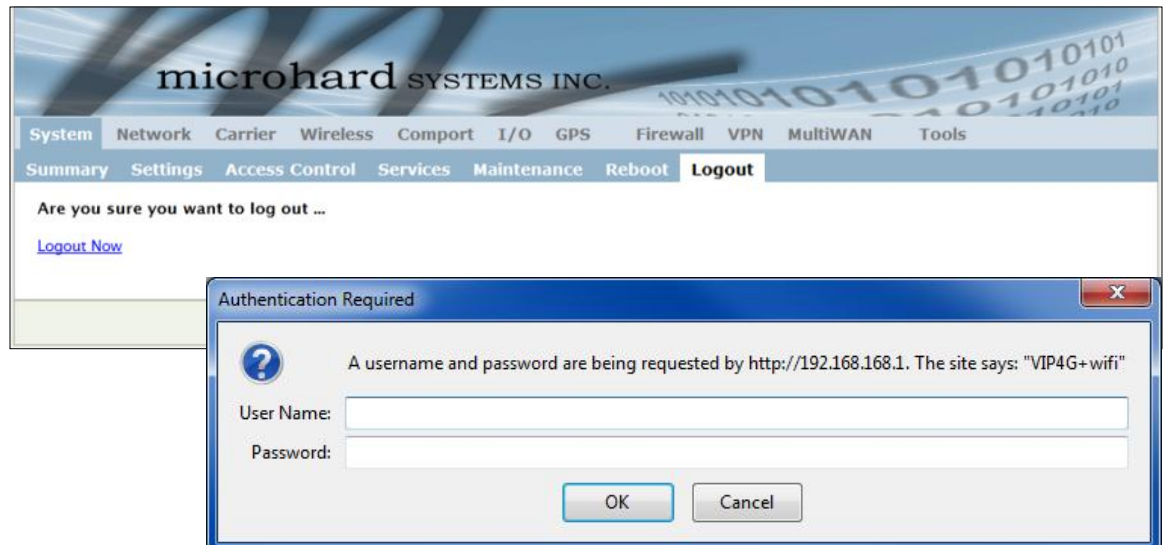 microhard SYSTEMS INC.
System Network Carrier Wireless Comport I/O GPS Firewall VPN MultiWAN Tools
Summary Settings Access Control Services Maintenance Reboot Logout
Are you sure you want to log out ...
Logout Now
Authentication Required
A username and password are being requested by http://192.168.168.1. The site says: "VIP4G+wifi"
User Name:
Password:
OK Cancel